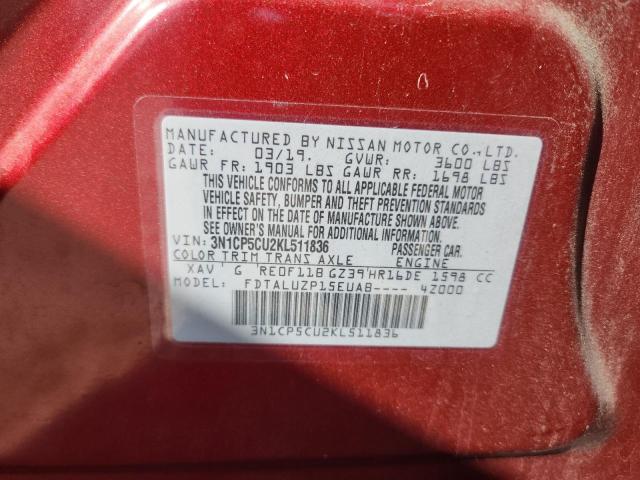 MANUFACTURED BY NISSAN MOTOR CO., LTD.
DATE: 03/19. GVWR: 3600 LBS
GAWR FR: 1903 LBS GAWR RR: 1698 LBS
THIS VEHICLE CONFORMS TO ALL APPLICABLE FEDERAL MOTOR
VEHICLE SAFETY, BUMPER AND THEFT PREVENTION STANDARDS
IN EFFECT ON THE DATE OF MANUFACTURE SHOWN ABOVE.
SEE OWNER'S MANUAL FOR ADDITIONAL INFORMATION
VIN: 3N1CP5CU2KL511836 PASSENGER CAR.
COLOR TRIM TRANS AXLE ENGINE
XAV G RE0F11B GZ39 HR16DE 1598 CC
MODEL: FDTALUZP15EUAB---- 4Z000
3N1CP5CU2KL511836